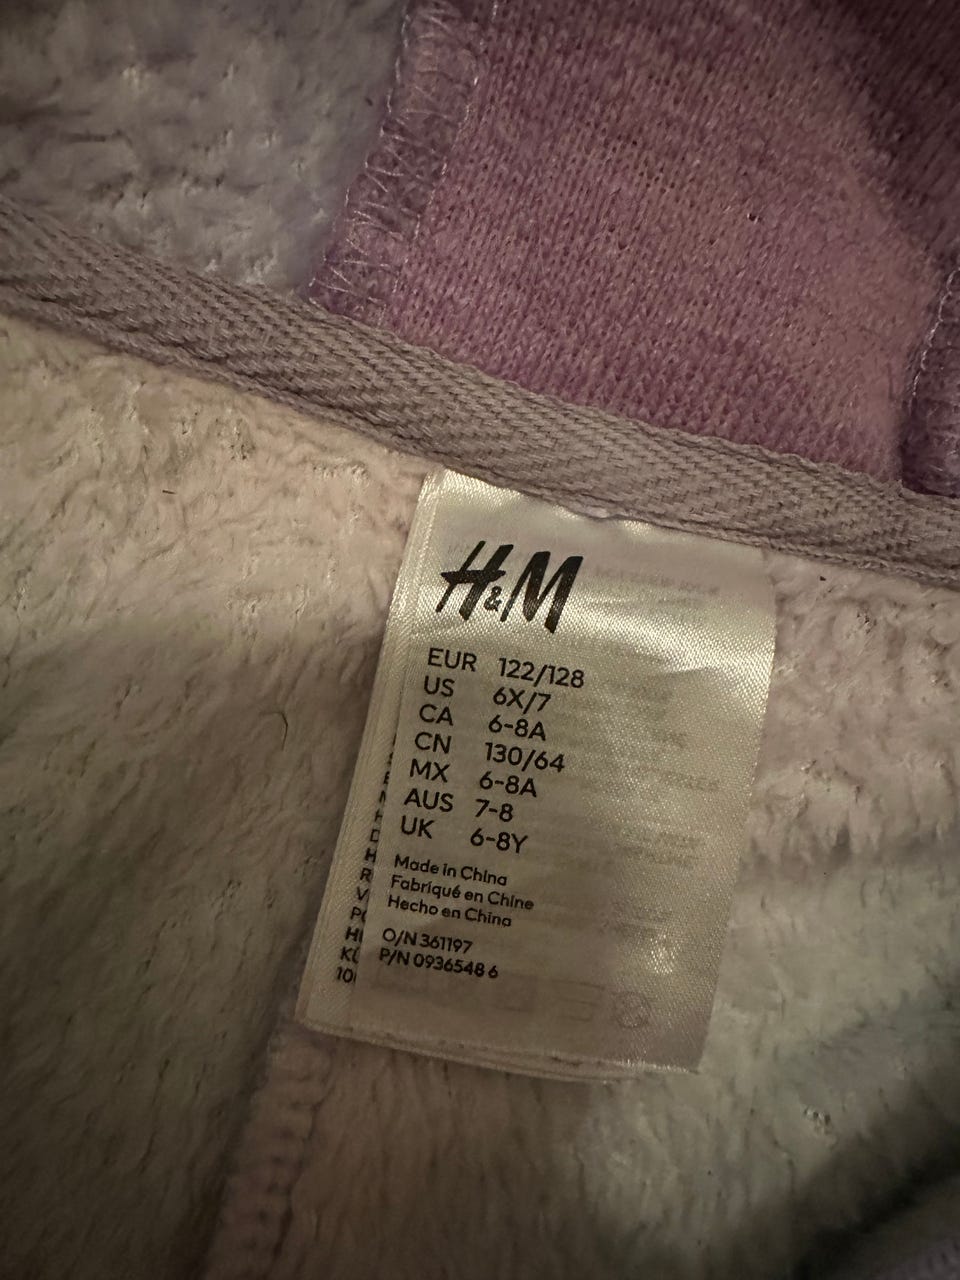 H&M
EUR 122/128
US 6X/7
CA 6-8A
CN 130/64
MX 6-8A
AUS 7-8
UK 6-8Y
Made in China
Fabriqué en Chine
Hecho en China
O/N 361197
P/N 0936548 6